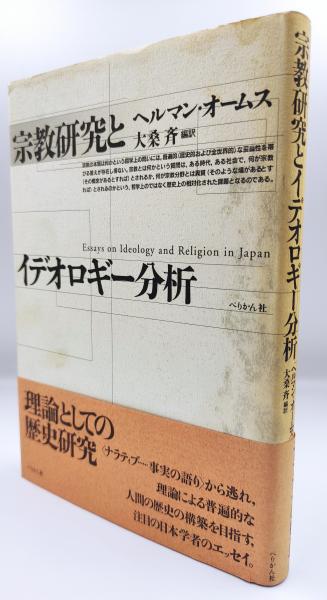 宗教研究と
ヘルマン・オームス
大桑 斉 編訳
Essays on Ideology and Religion in Japan
イデオロギー分析
ぺりかん社
理論としての
歴史研究
〈ナラティブ…事実の語り〉から逃れ、
理論による普遍的な
人間の歴史の構築を目指す、
注目の日本学者のエッセイ。
宗教研究とイデオロギー分析
ヘルマン・オームス
大桑 斉 編訳
ぺりかん社